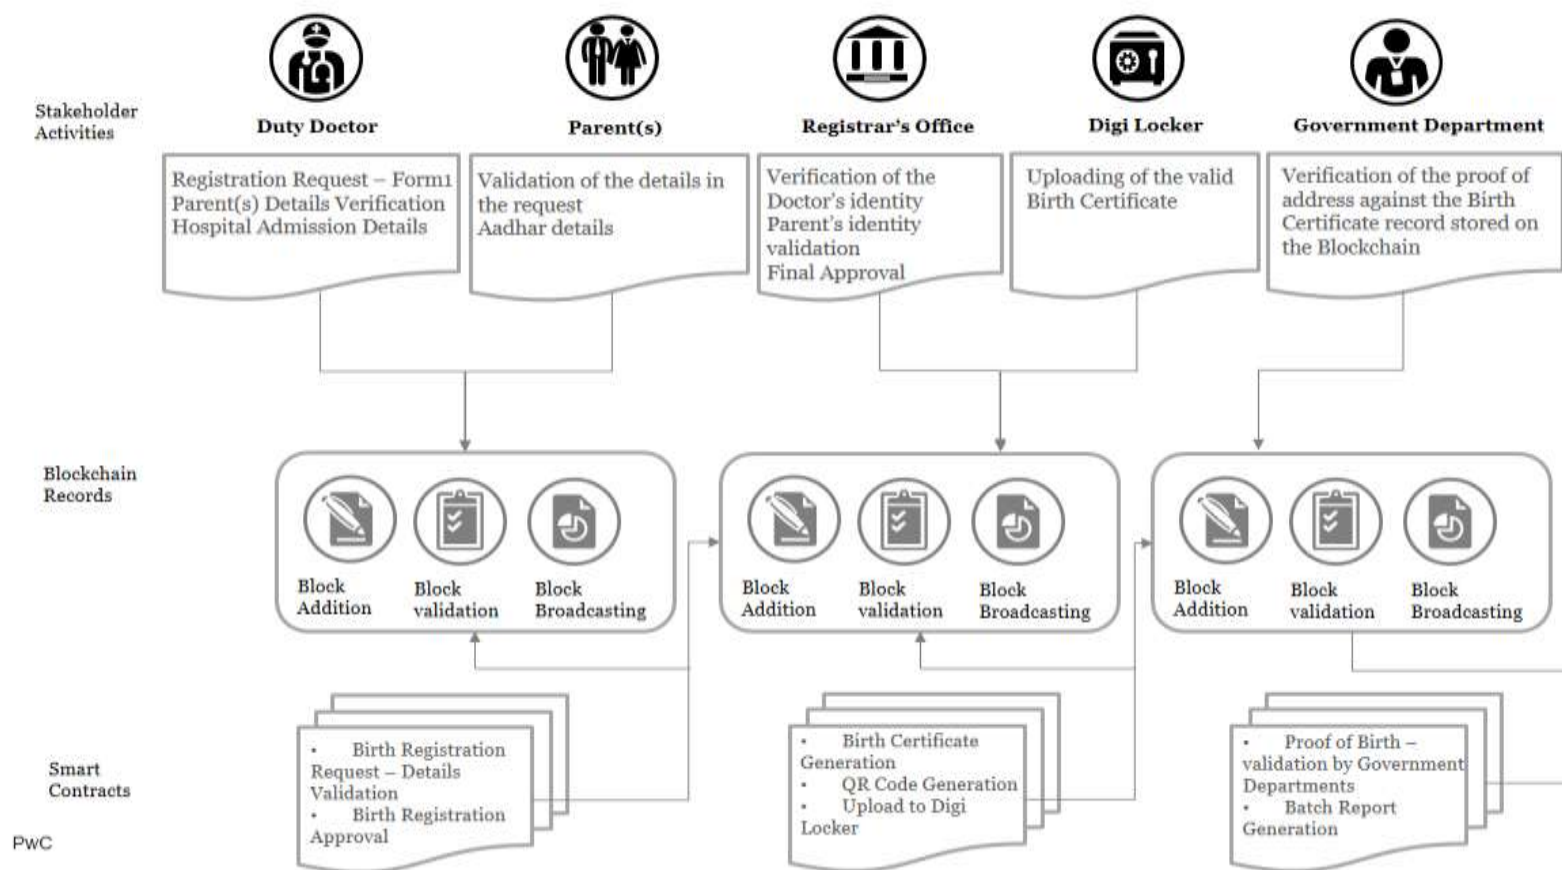 Stakeholder
Activities
Duty Doctor
Parent(s)
Registrar's Office
Digi Locker
Government Department
Registration Request – Form1
Parent(s) Details Verification
Hospital Admission Details
Validation of the details in
the request
Aadhar details
Verification of the
Doctor's identity
Parent's identity
validation
Final Approval
Uploading of the valid
Birth Certificate
Verification of the proof of
address against the Birth
Certificate record stored on
the Blockchain
Blockchain
Records
Block
Addition
Block
validation
Block
Broadcasting
Block
Addition
Block
validation
Block
Broadcasting
Block
Addition
Block
validation
Block
Broadcasting
Smart
Contracts
• Birth Registration
Request – Details
Validation
• Birth Registration
Approval
• Birth Certificate
Generation
• QR Code Generation
• Upload to Digi
Locker
• Proof of Birth –
validation by Government
Departments
• Batch Report
Generation
PwC